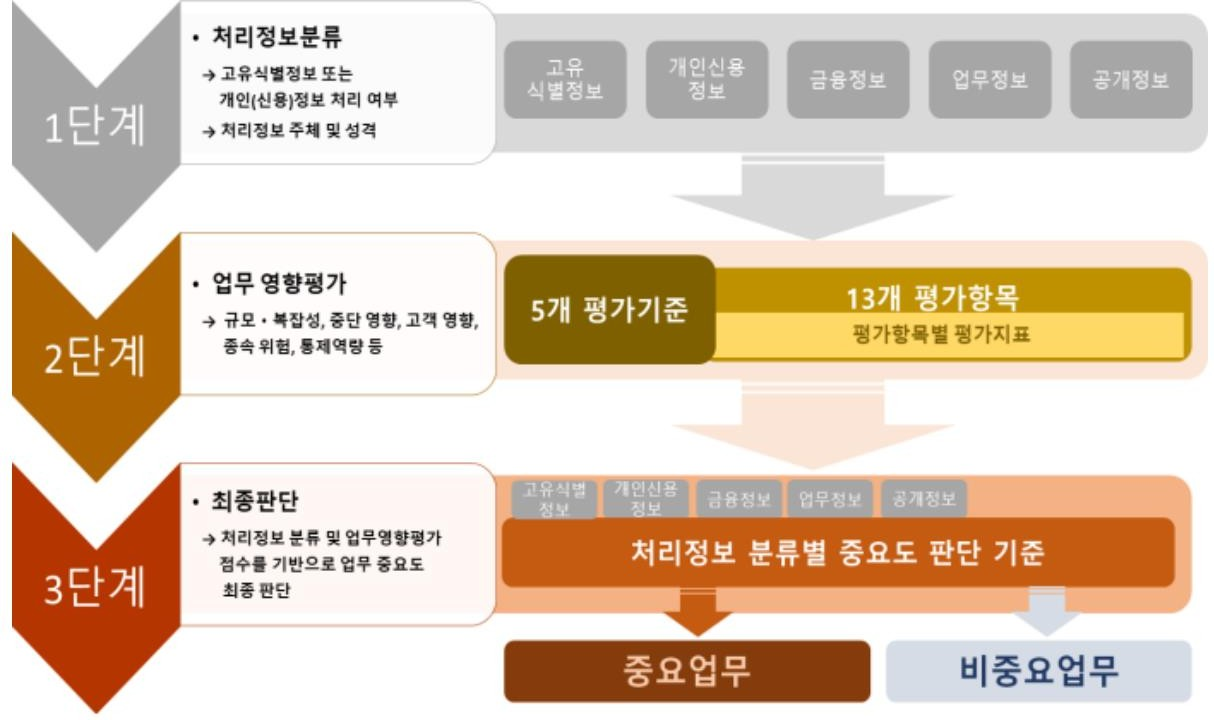 1단계
• 처리정보분류
→ 고유식별정보 또는
개인(신용)정보 처리 여부
→ 처리정보 주체 및 성격
고유
식별정보
개인신용
정보
금융정보
업무정보
공개정보
2단계
• 업무 영향평가
→ 규모・복잡성, 중단 영향, 고객 영향,
종속 위험, 통제역량 등
5개 평가기준
13개 평가항목
평가항목별 평가지표
3단계
• 최종판단
→ 처리정보 분류 및 업무영향평가
점수를 기반으로 업무 중요도
최종 판단
고유식별
정보
개인신용
정보
금융정보
업무정보
공개정보
처리정보 분류별 중요도 판단 기준
중요업무
비중요업무